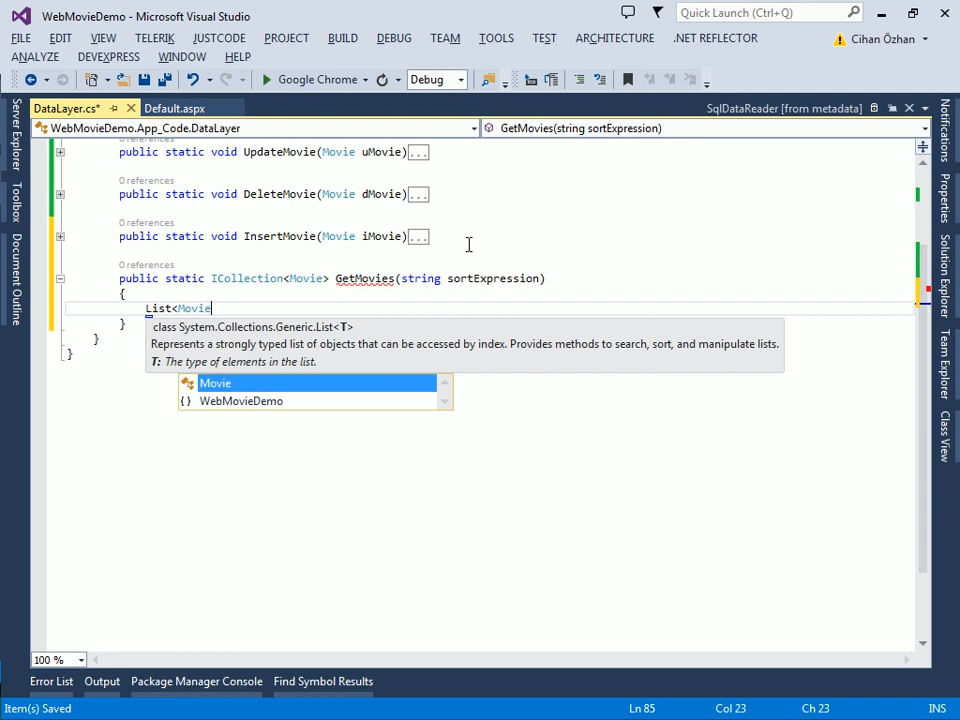 WebMovieDemo - Microsoft Visual Studio
Quick Launch (Ctrl+Q)
FILE EDIT VIEW TELERIK JUSTCODE PROJECT BUILD DEBUG TEAM TOOLS TEST ARCHITECTURE .NET REFLECTOR
Cihan Özhan
ANALYZE DEVEXPRESS WINDOW HELP
Google Chrome Debug
DataLayer.cs* Default.aspx
SqlDataReader [from metadata]
WebMovieDemo.App_Code.DataLayer
GetMovies(string sortExpression)
Server Explorer
Toolbox
Document Outline
0 references
public static void UpdateMovie(Movie uMovie)...
0 references
public static void DeleteMovie(Movie dMovie)...
0 references
public static void InsertMovie(Movie iMovie)...
0 references
public static ICollection<Movie> GetMovies(string sortExpression)
{
List<Movie
}
}
}
class System.Collections.Generic.List<T>
Represents a strongly typed list of objects that can be accessed by index. Provides methods to search, sort, and manipulate lists.
T: The type of elements in the list.
Movie
{} WebMovieDemo
Notifications
Properties
Solution Explorer
Team Explorer
Class View
100 %
Error List Output Package Manager Console Find Symbol Results
Item(s) Saved Ln 85 Col 23 Ch 23 INS